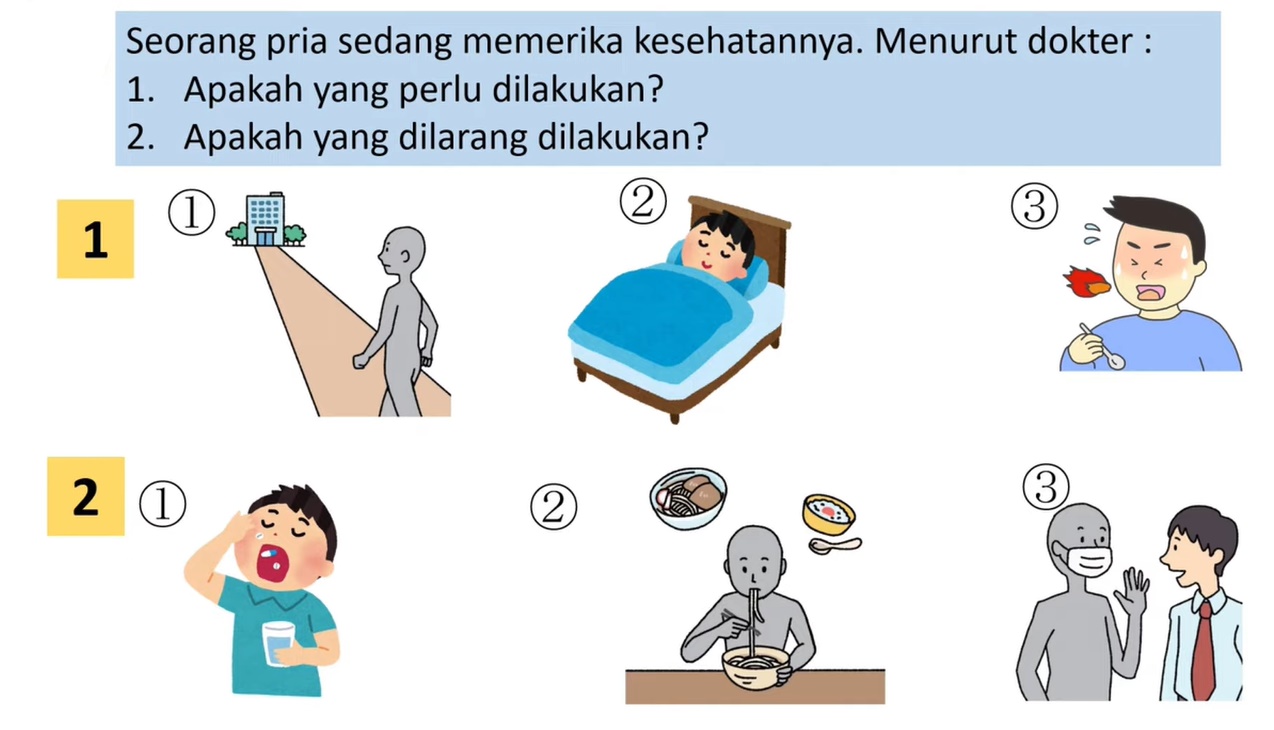 Seorang pria sedang memerika kesehatannya. Menurut dokter :
1. Apakah yang perlu dilakukan?
2. Apakah yang dilarang dilakukan?
1
①
②
③
2
①
②
③